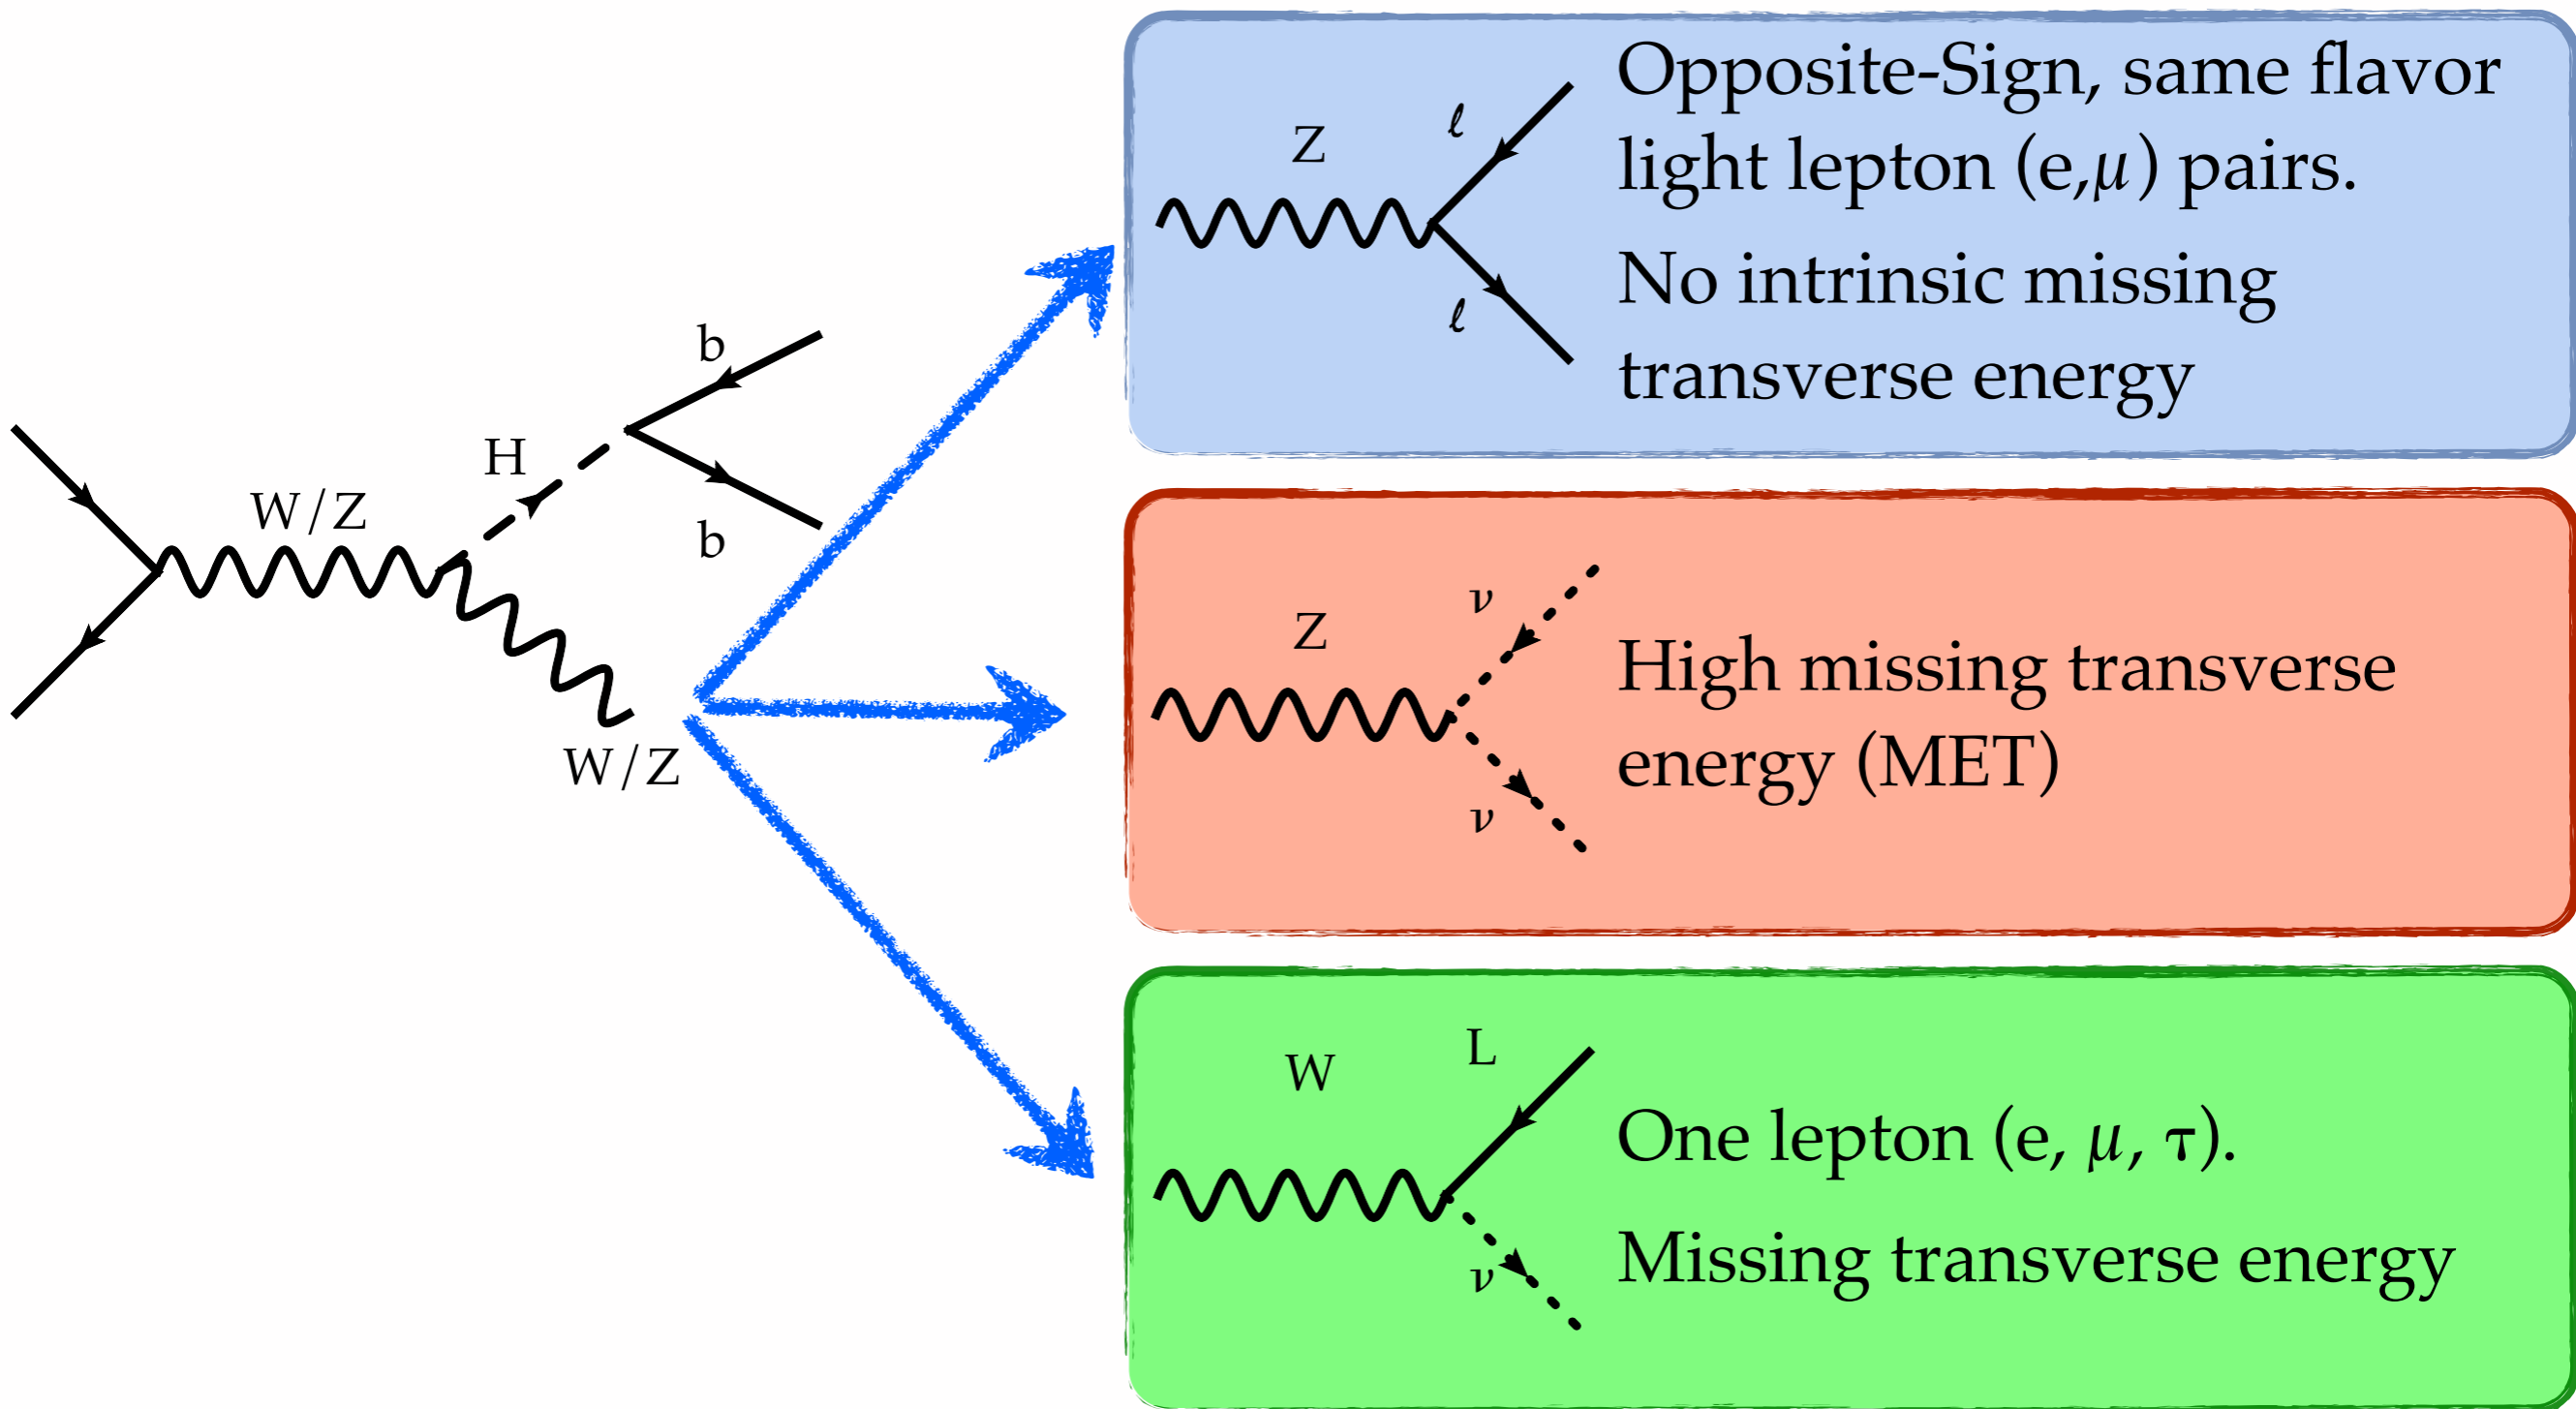 W/Z
H
b
b
W/Z
Z
ℓ
ℓ
Opposite-Sign, same flavor
light lepton (e,μ) pairs.
No intrinsic missing
transverse energy
Z
ν
ν
High missing transverse
energy (MET)
W
L
ν
One lepton (e, μ, τ).
Missing transverse energy